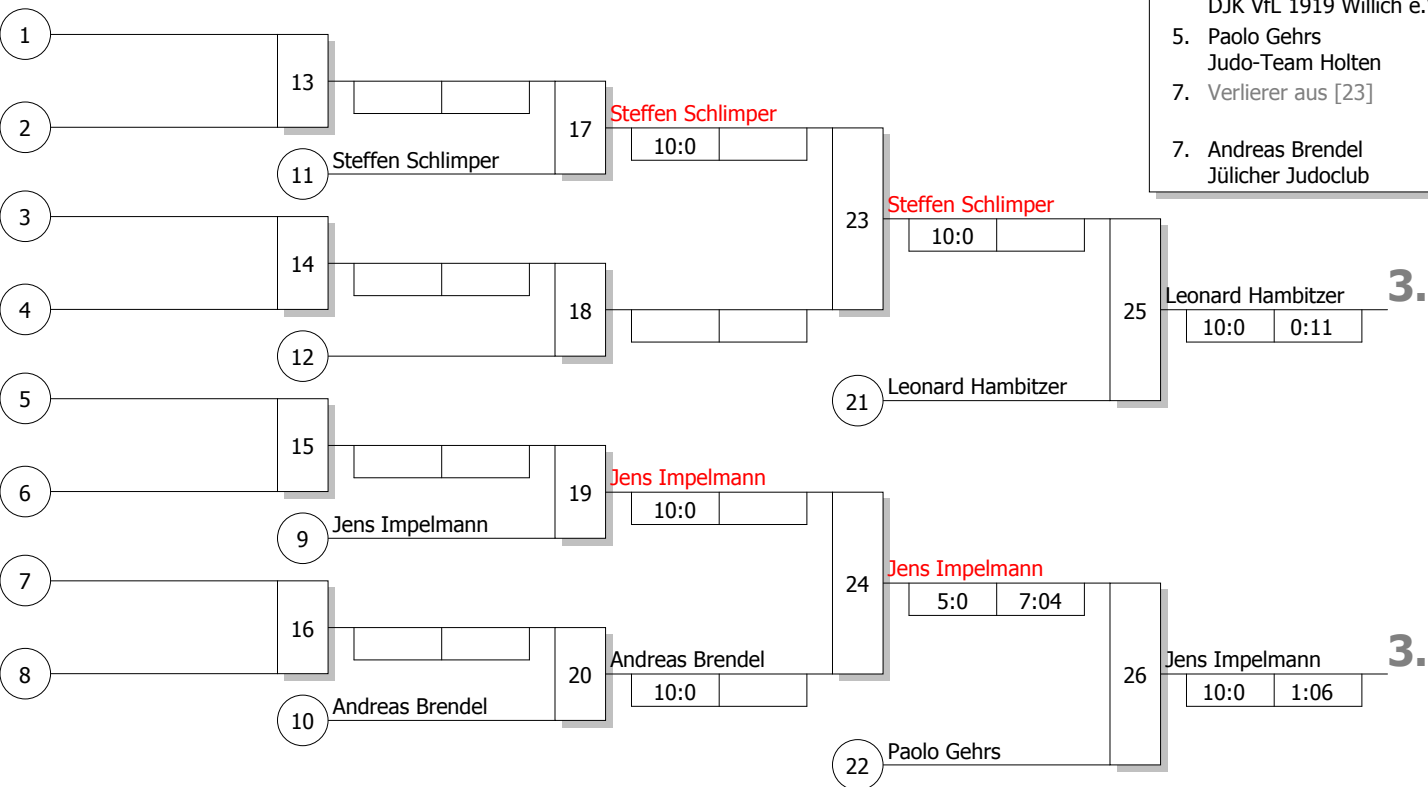 DJK VfL 1919 Willich e.
1
5. Paolo Gehrs
Judo-Team Holten
13
7. Verlierer aus [23]
Steffen Schlimper
2
17
10:0
Andreas Brendel
7.
Jülicher Judoclub
11
Steffen Schlimper
3
Steffen Schlimper
23
10:0
14
3.
Leonard Hambitzer
4
18
25
10:0 0:11
12
5
Leonard Hambitzer
21
15
Jens Impelmann
6
19
10:0
9
Jens Impelmann
7
Jens Impelmann
24
5:0 7:04
16
3.
Andreas Brendel
Jens Impelmann
8
20
26
10:0
10:0 1:06
10
Andreas Brendel
Paolo Gehrs
22